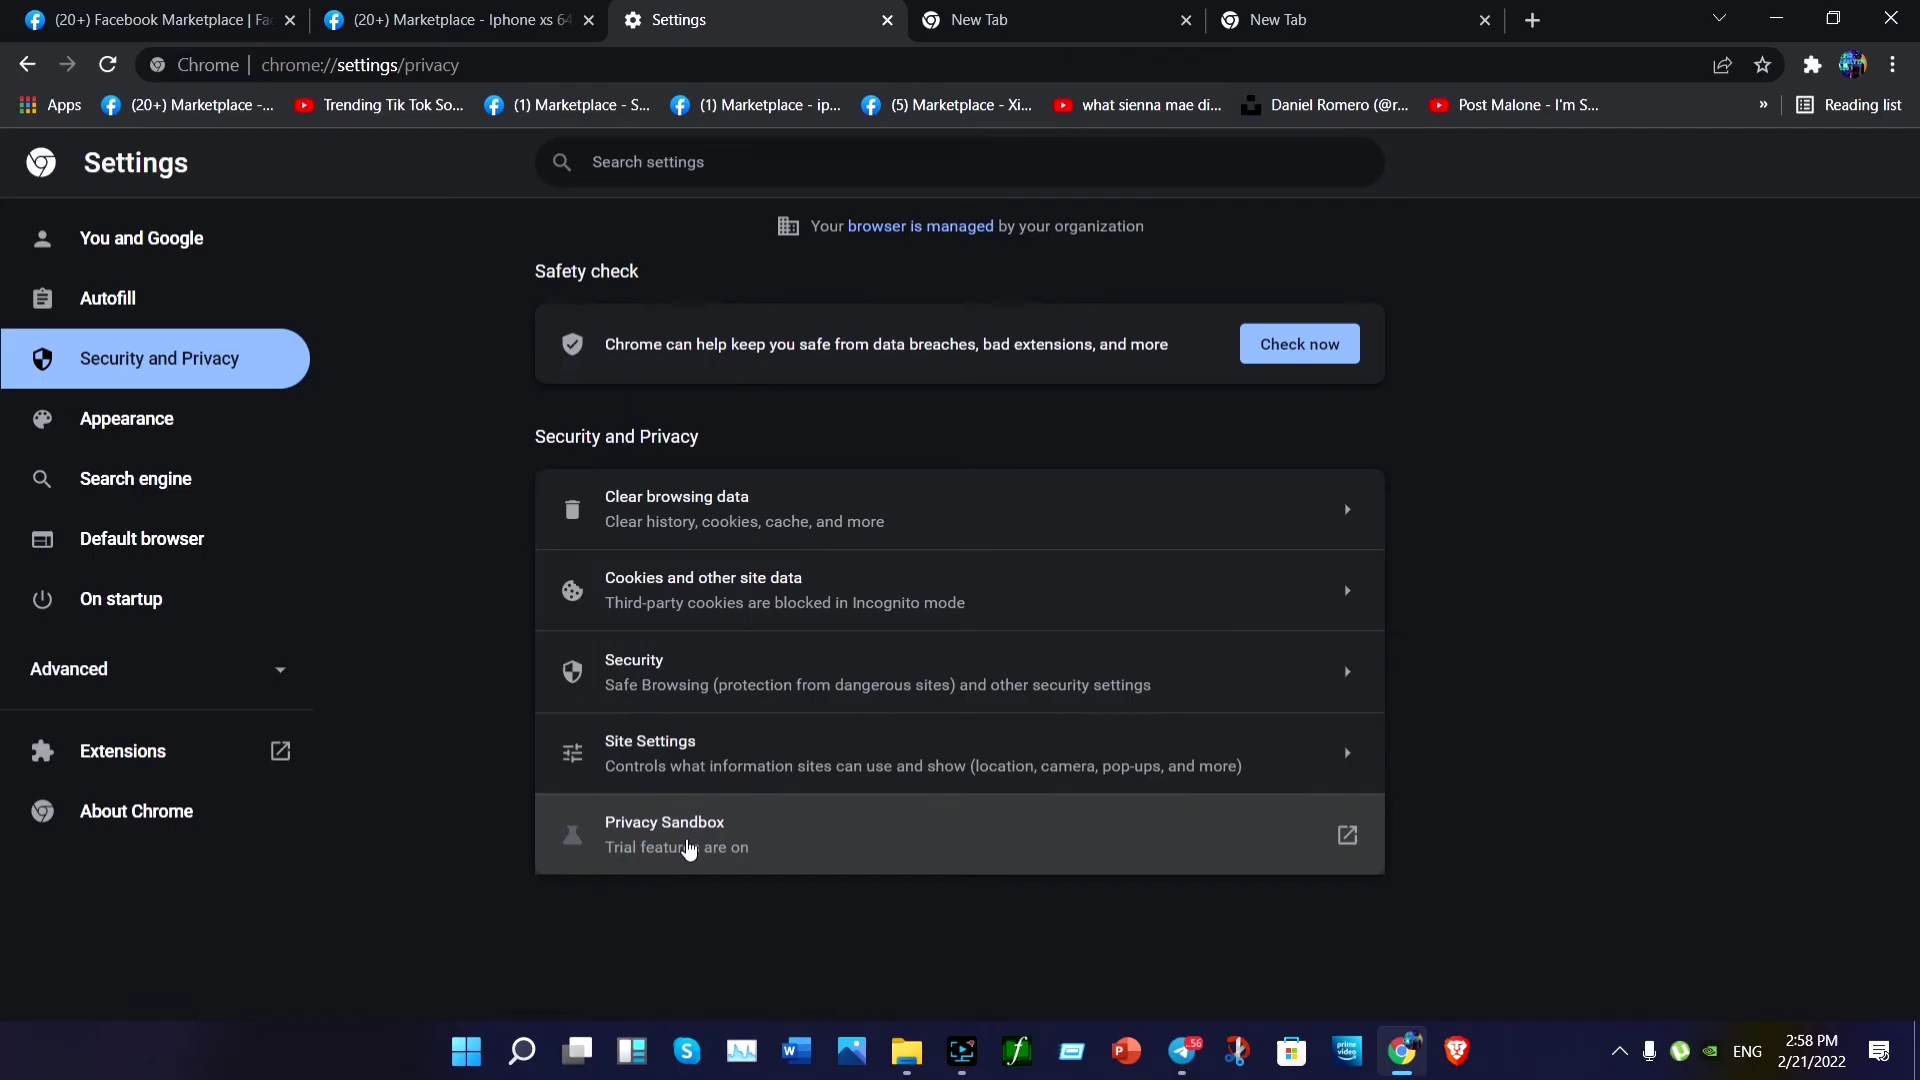 (20+) Facebook Marketplace | Fac
(20+) Marketplace - Iphone xs 64
Settings
New Tab
New Tab
Chrome | chrome://settings/privacy
Apps
(20+) Marketplace -...
Trending Tik Tok So...
(1) Marketplace - S...
(1) Marketplace - ip...
(5) Marketplace - Xi...
what sienna mae di...
Daniel Romero (@r...
Post Malone - I'm S...
»
Reading list
Settings
Search settings
Your browser is managed by your organization
You and Google
Autofill
Security and Privacy
Appearance
Search engine
Default browser
On startup
Advanced
Extensions
About Chrome
Safety check
Chrome can help keep you safe from data breaches, bad extensions, and more
Check now
Security and Privacy
Clear browsing data
Clear history, cookies, cache, and more
Cookies and other site data
Third-party cookies are blocked in Incognito mode
Security
Safe Browsing (protection from dangerous sites) and other security settings
Site Settings
Controls what information sites can use and show (location, camera, pop-ups, and more)
Privacy Sandbox
Trial features are on
56
prime video
ENG
2:58 PM
2/21/2022